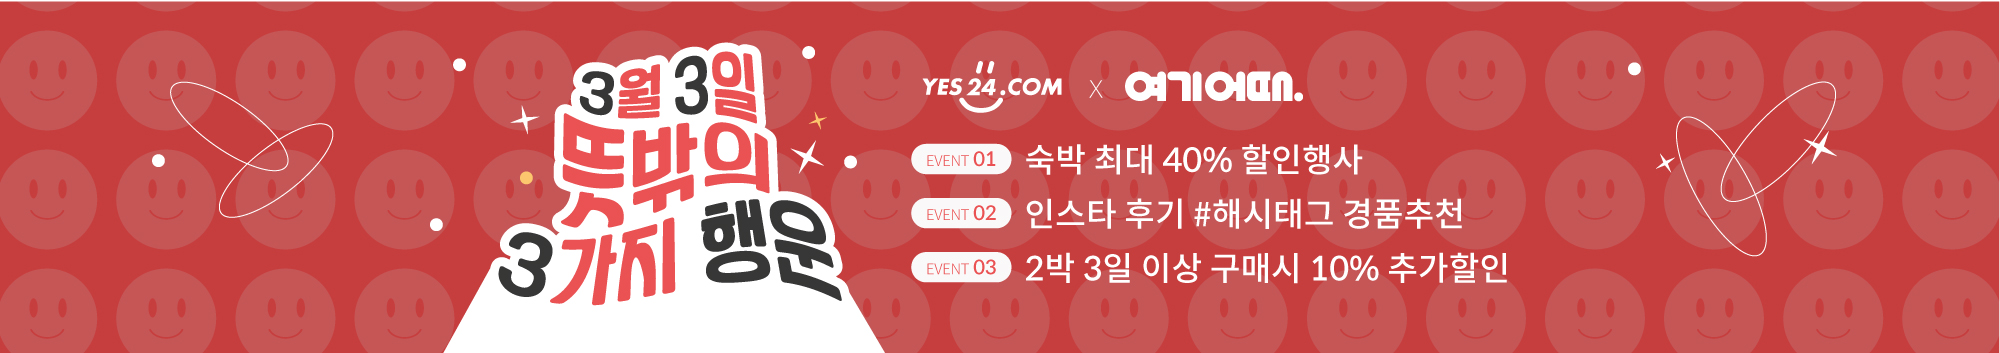 3월 3일
뜻밖의
3가지 행운
YES24.COM X 여기어때.
EVENT 01 숙박 최대 40% 할인행사
EVENT 02 인스타 후기 #해시태그 경품추천
EVENT 03 2박 3일 이상 구매시 10% 추가할인